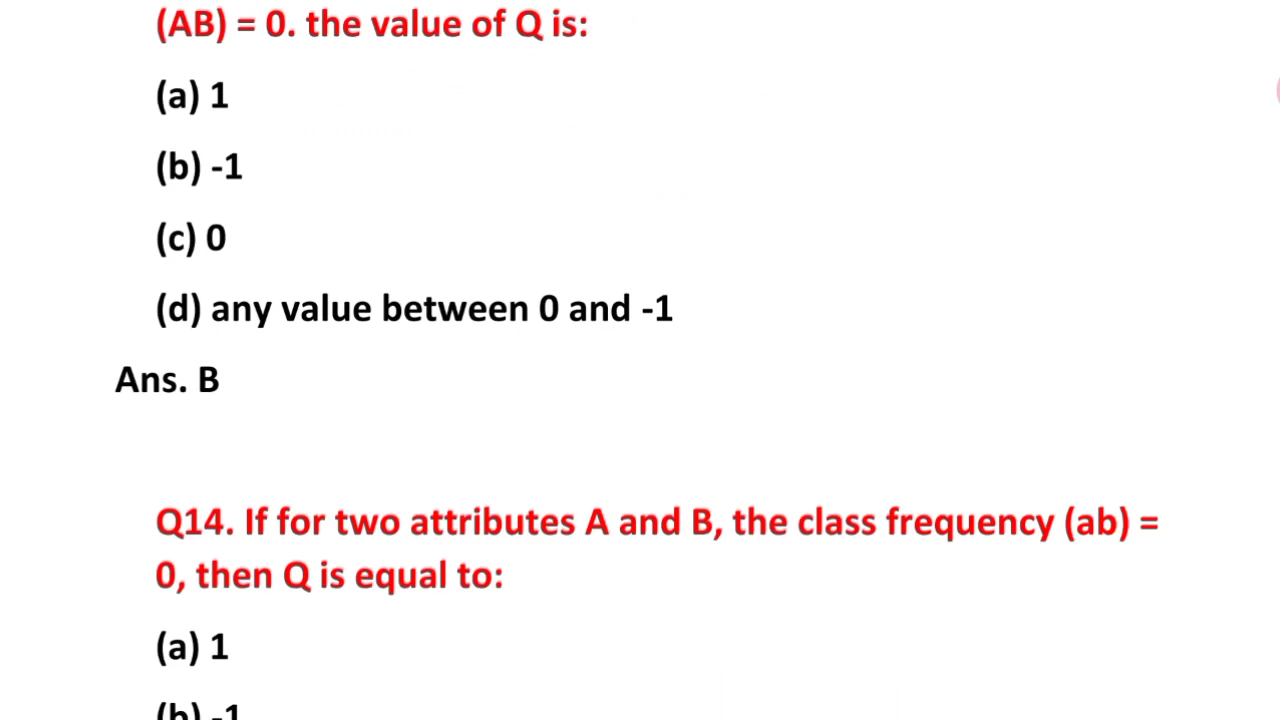 (AB) = 0. the value of Q is:
(a) 1
(b) -1
(c) 0
(d) any value between 0 and -1
Ans. B
Q14. If for two attributes A and B, the class frequency (ab) =
0, then Q is equal to:
(a) 1
(b) -1